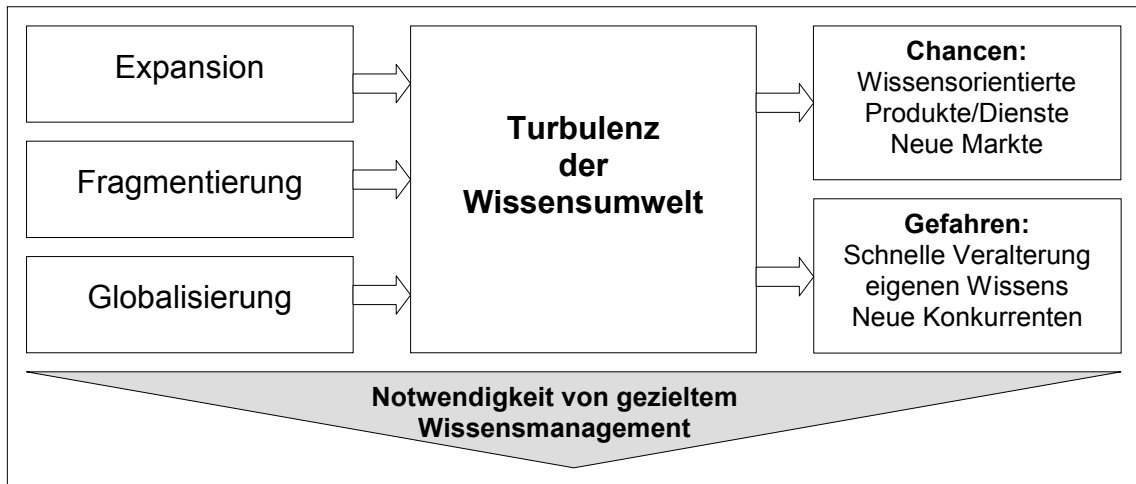 Expansion
Fragmentierung
Globalisierung
Turbulenz
der
Wissensumwelt
Chancen:
Wissensorientierte
Produkte/Dienste
Neue Markte
Gefahren:
Schnelle Veralterung
eigenen Wissens
Neue Konkurrenten
Notwendigkeit von gezieltem
Wissensmanagement